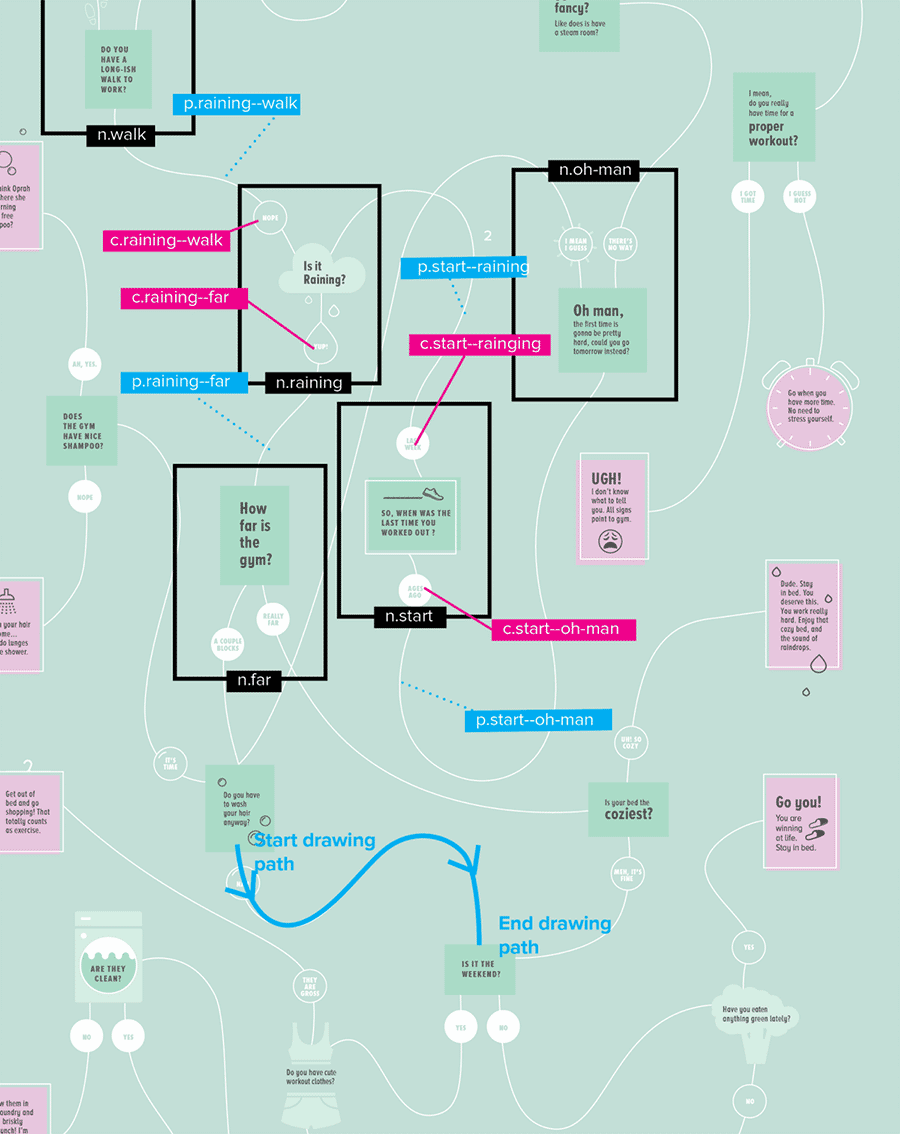 fancy?
Like does is have
a steam room?
DO YOU
HAVE A
LONG-ISH
WALK TO
WORK?
p.raining--walk
n.walk
I mean,
do you really
have time for a
proper
workout?
I GOT
TIME
I GUESS
NOT
hink Oprah
here she
rning
free
poo?
n.oh-man
NOPE
c.raining--walk
Is it
Raining?
2
I MEAN
I GUESS
THERE'S
NO WAY
p.start--raining
c.raining--far
Oh man,
the first time is
gonna be pretty
hard, could you go
tomorrow instead?
c.start--rainging
YUP!
AH, YES.
p.raining--far
n.raining
Go when you
have more time.
No need to
stress yourself.
DOES
THE GYM
HAVE NICE
SHAMPOO?
WEEK
NOPE
UGH!
I don't know
what to tell
you. All signs
point to gym.
How
far is
the
gym?
SO, WHEN WAS THE
LAST TIME YOU
WORKED OUT ?
AGES
AGO
n.start
c.start--oh-man
REALLY
FAR
A COUPLE
BLOCKS
n.far
n your hair
ome...
do lunges
e shower.
Dude. Stay
in bed. You
deserve this.
You work really
hard. Enjoy that
cozy bed, and
the sound of
raindrops.
p.start--oh-man
UH! SO
COZY
IT'S
TIME
Get out of
bed and go
shopping! That
totally counts
as exercise.
Do you have
to wash
your hair
anyway?
Is your bed the
coziest?
Go you!
You are
winning
at life.
Stay in bed.
Start drawing
path
MEH, IT'S
FINE
End drawing
path
YES
ARE THEY
CLEAN?
IS IT THE
WEEKEND?
THEY
ARE
GROSS
NO
YES
YES
NO
Have you eaten
anything green lately?
Do you have cute
workout clothes?
NO
w them in
oundry and
briskly
unch! I'm